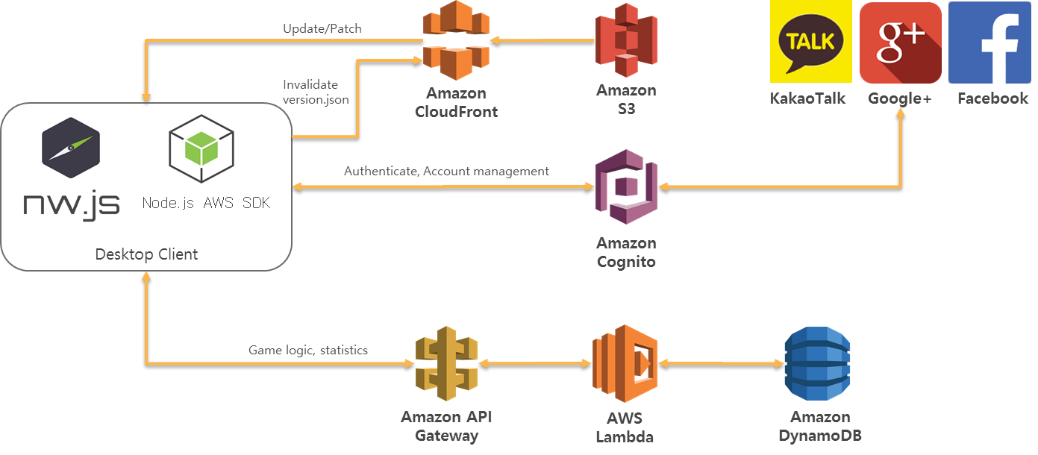 Update/Patch
Invalidate
version.json
Amazon
CloudFront
Amazon
S3
TALK
KakaoTalk
g+
Google+
f
Facebook
nw.js
Node.js AWS SDK
Desktop Client
Authenticate, Account management
Amazon
Cognito
Game logic, statistics
Amazon API
Gateway
AWS
Lambda
Amazon
DynamoDB